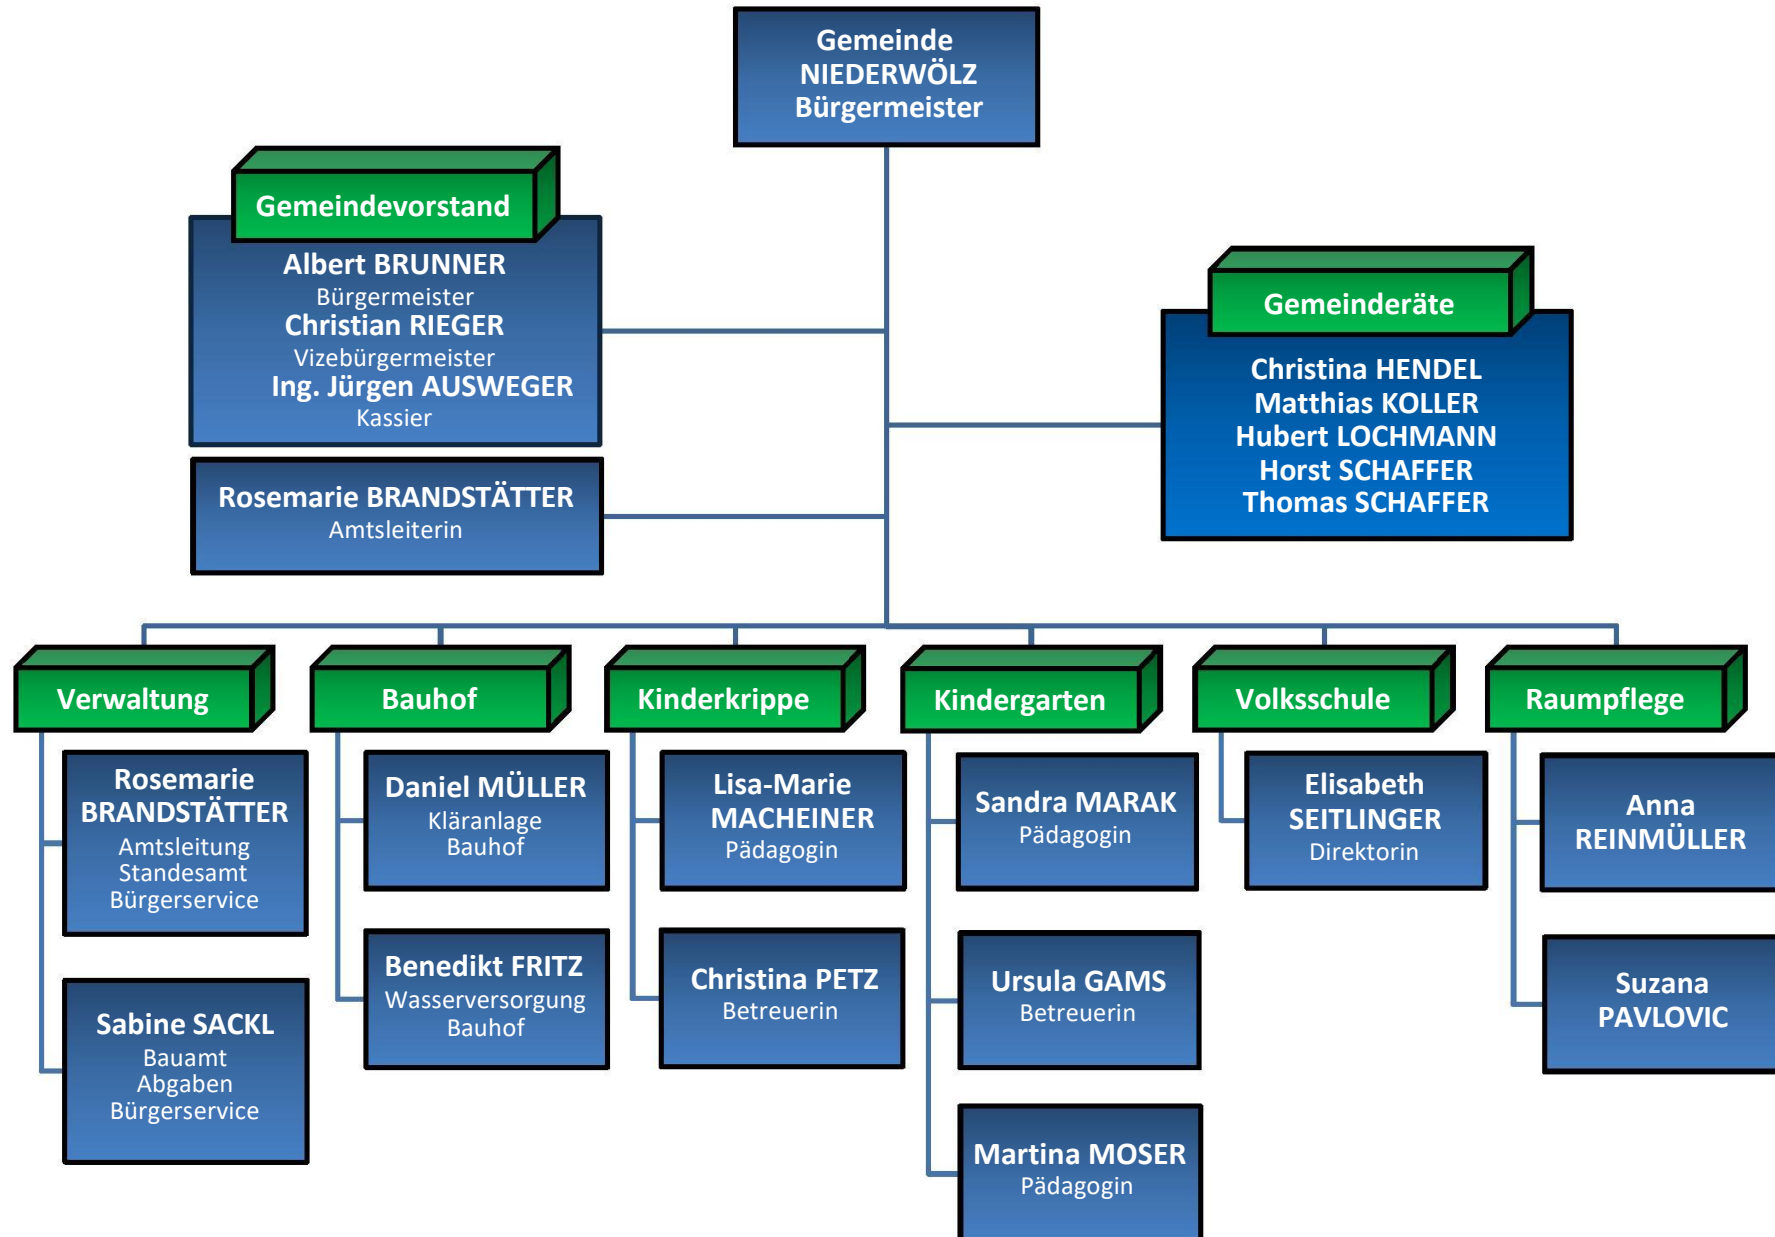 Gemeinde
NIEDERWÖLZ
Bürgermeister
Gemeindevorstand
Albert BRUNNER
Bürgermeister
Christian RIEGER
Vizebürgermeister
Ing. Jürgen AUSWEGER
Kassier
Gemeinderäte
Christina HENDEL
Matthias KOLLER
Hubert LOCHMANN
Horst SCHAFFER
Thomas SCHAFFER
Rosemarie BRANDSTÄTTER
Amtsleiterin
Verwaltung
Rosemarie
BRANDSTÄTTER
Amtsleitung
Standesamt
Bürgerservice
Sabine SACKL
Bauamt
Abgaben
Bürgerservice
Bauhof
Daniel MÜLLER
Kläranlage
Bauhof
Benedikt FRITZ
Wasserversorgung
Bauhof
Kinderkrippe
Lisa-Marie
MACHEINER
Pädagogin
Christina PETZ
Betreuerin
Kindergarten
Sandra MARAK
Pädagogin
Ursula GAMS
Betreuerin
Martina MOSER
Pädagogin
Volksschule
Elisabeth
SEITLINGER
Direktorin
Raumpflege
Anna
REINMÜLLER
Suzana
PAVLOVIC